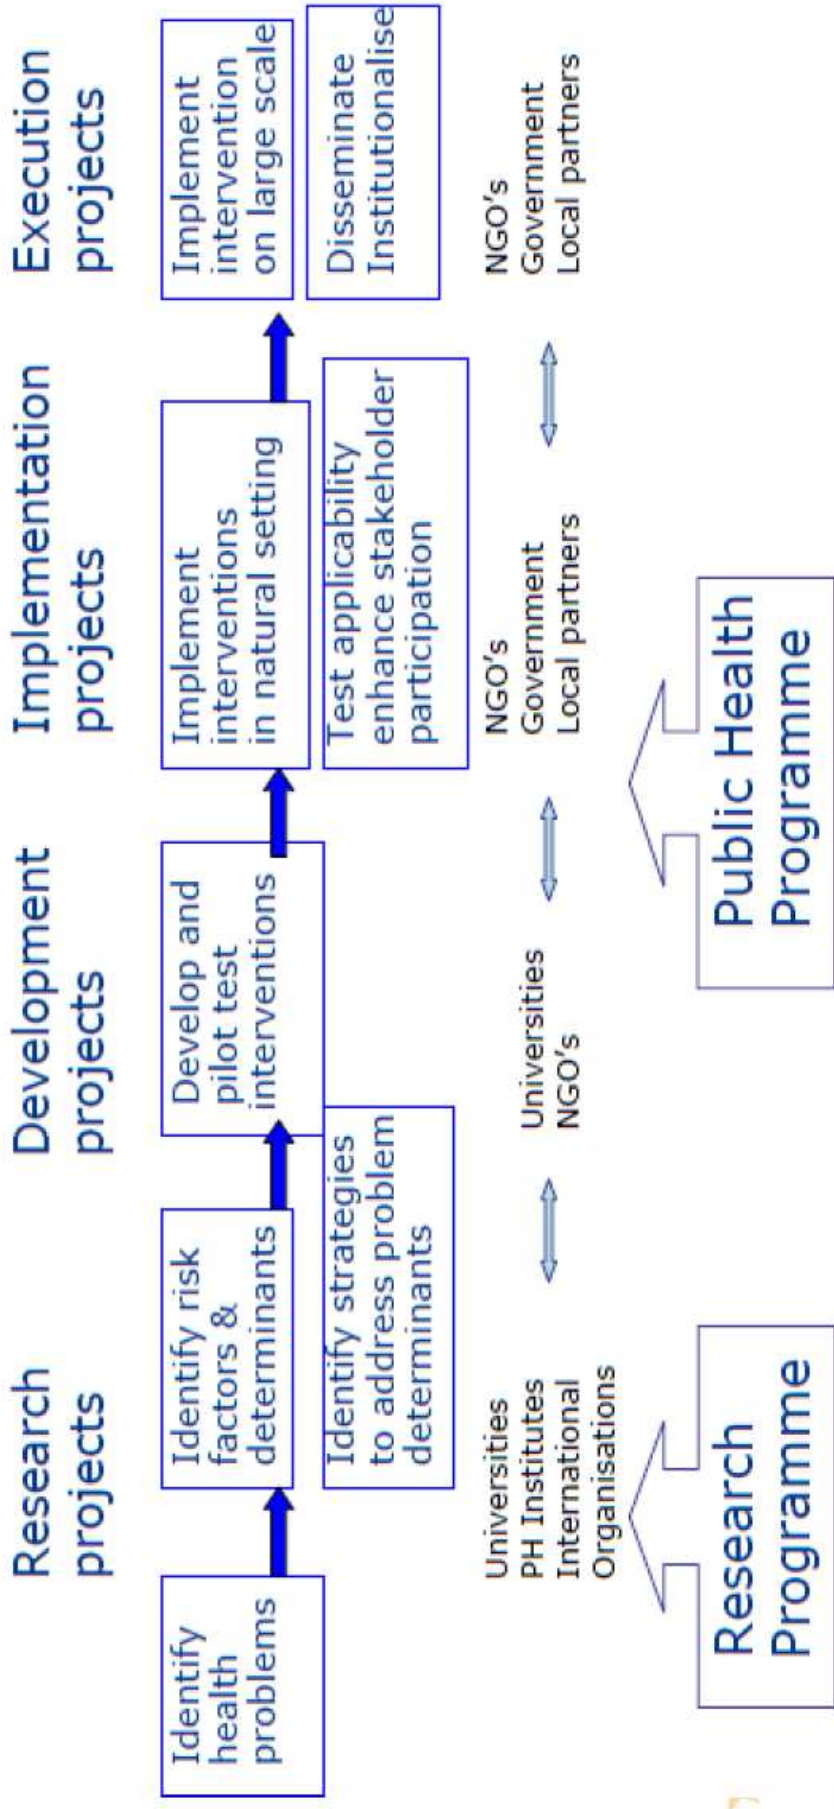 Research
projects
Development
projects
Implementation
projects
Execution
projects
Identify
health
problems
Identify risk
factors &
determinants
Develop and
pilot test
interventions
Implement
interventions
in natural setting
Implement
intervention
on large scale
Identify strategies
to address problem
determinants
Test applicability
enhance stakeholder
participation
Disseminate
Institutionalise
Universities
PH Institutes
International
Organisations
Universities
NGO's
NGO's
Government
Local partners
NGO's
Government
Local partners
Research
Programme
Public Health
Programme